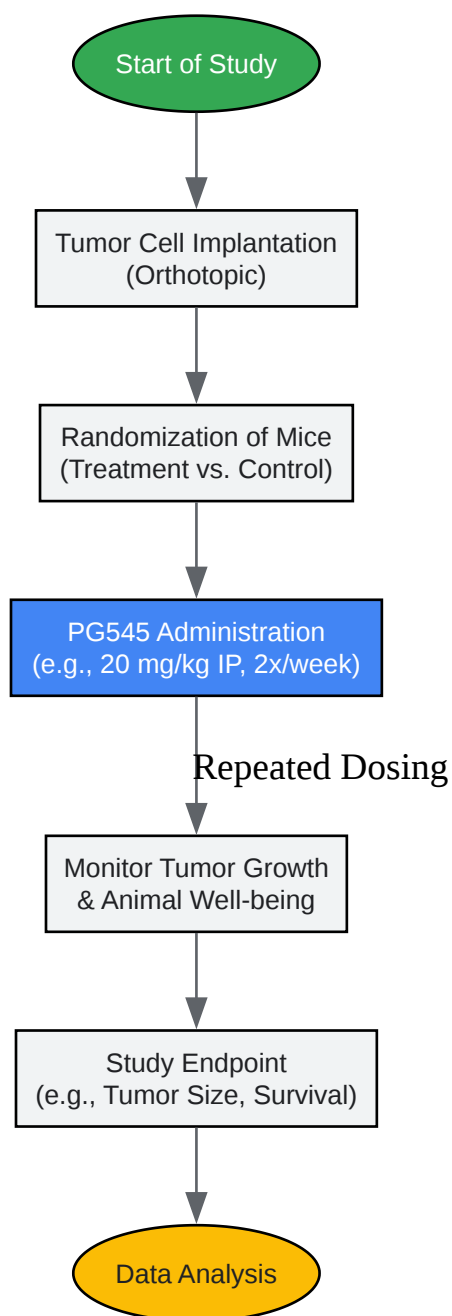 Start of Study
Tumor Cell Implantation
(Orthotopic)
Randomization of Mice
(Treatment vs. Control)
PG545 Administration
(e.g., 20 mg/kg IP, 2x/week)
Repeated Dosing
Monitor Tumor Growth
& Animal Well-being
Study Endpoint
(e.g., Tumor Size, Survival)
Data Analysis